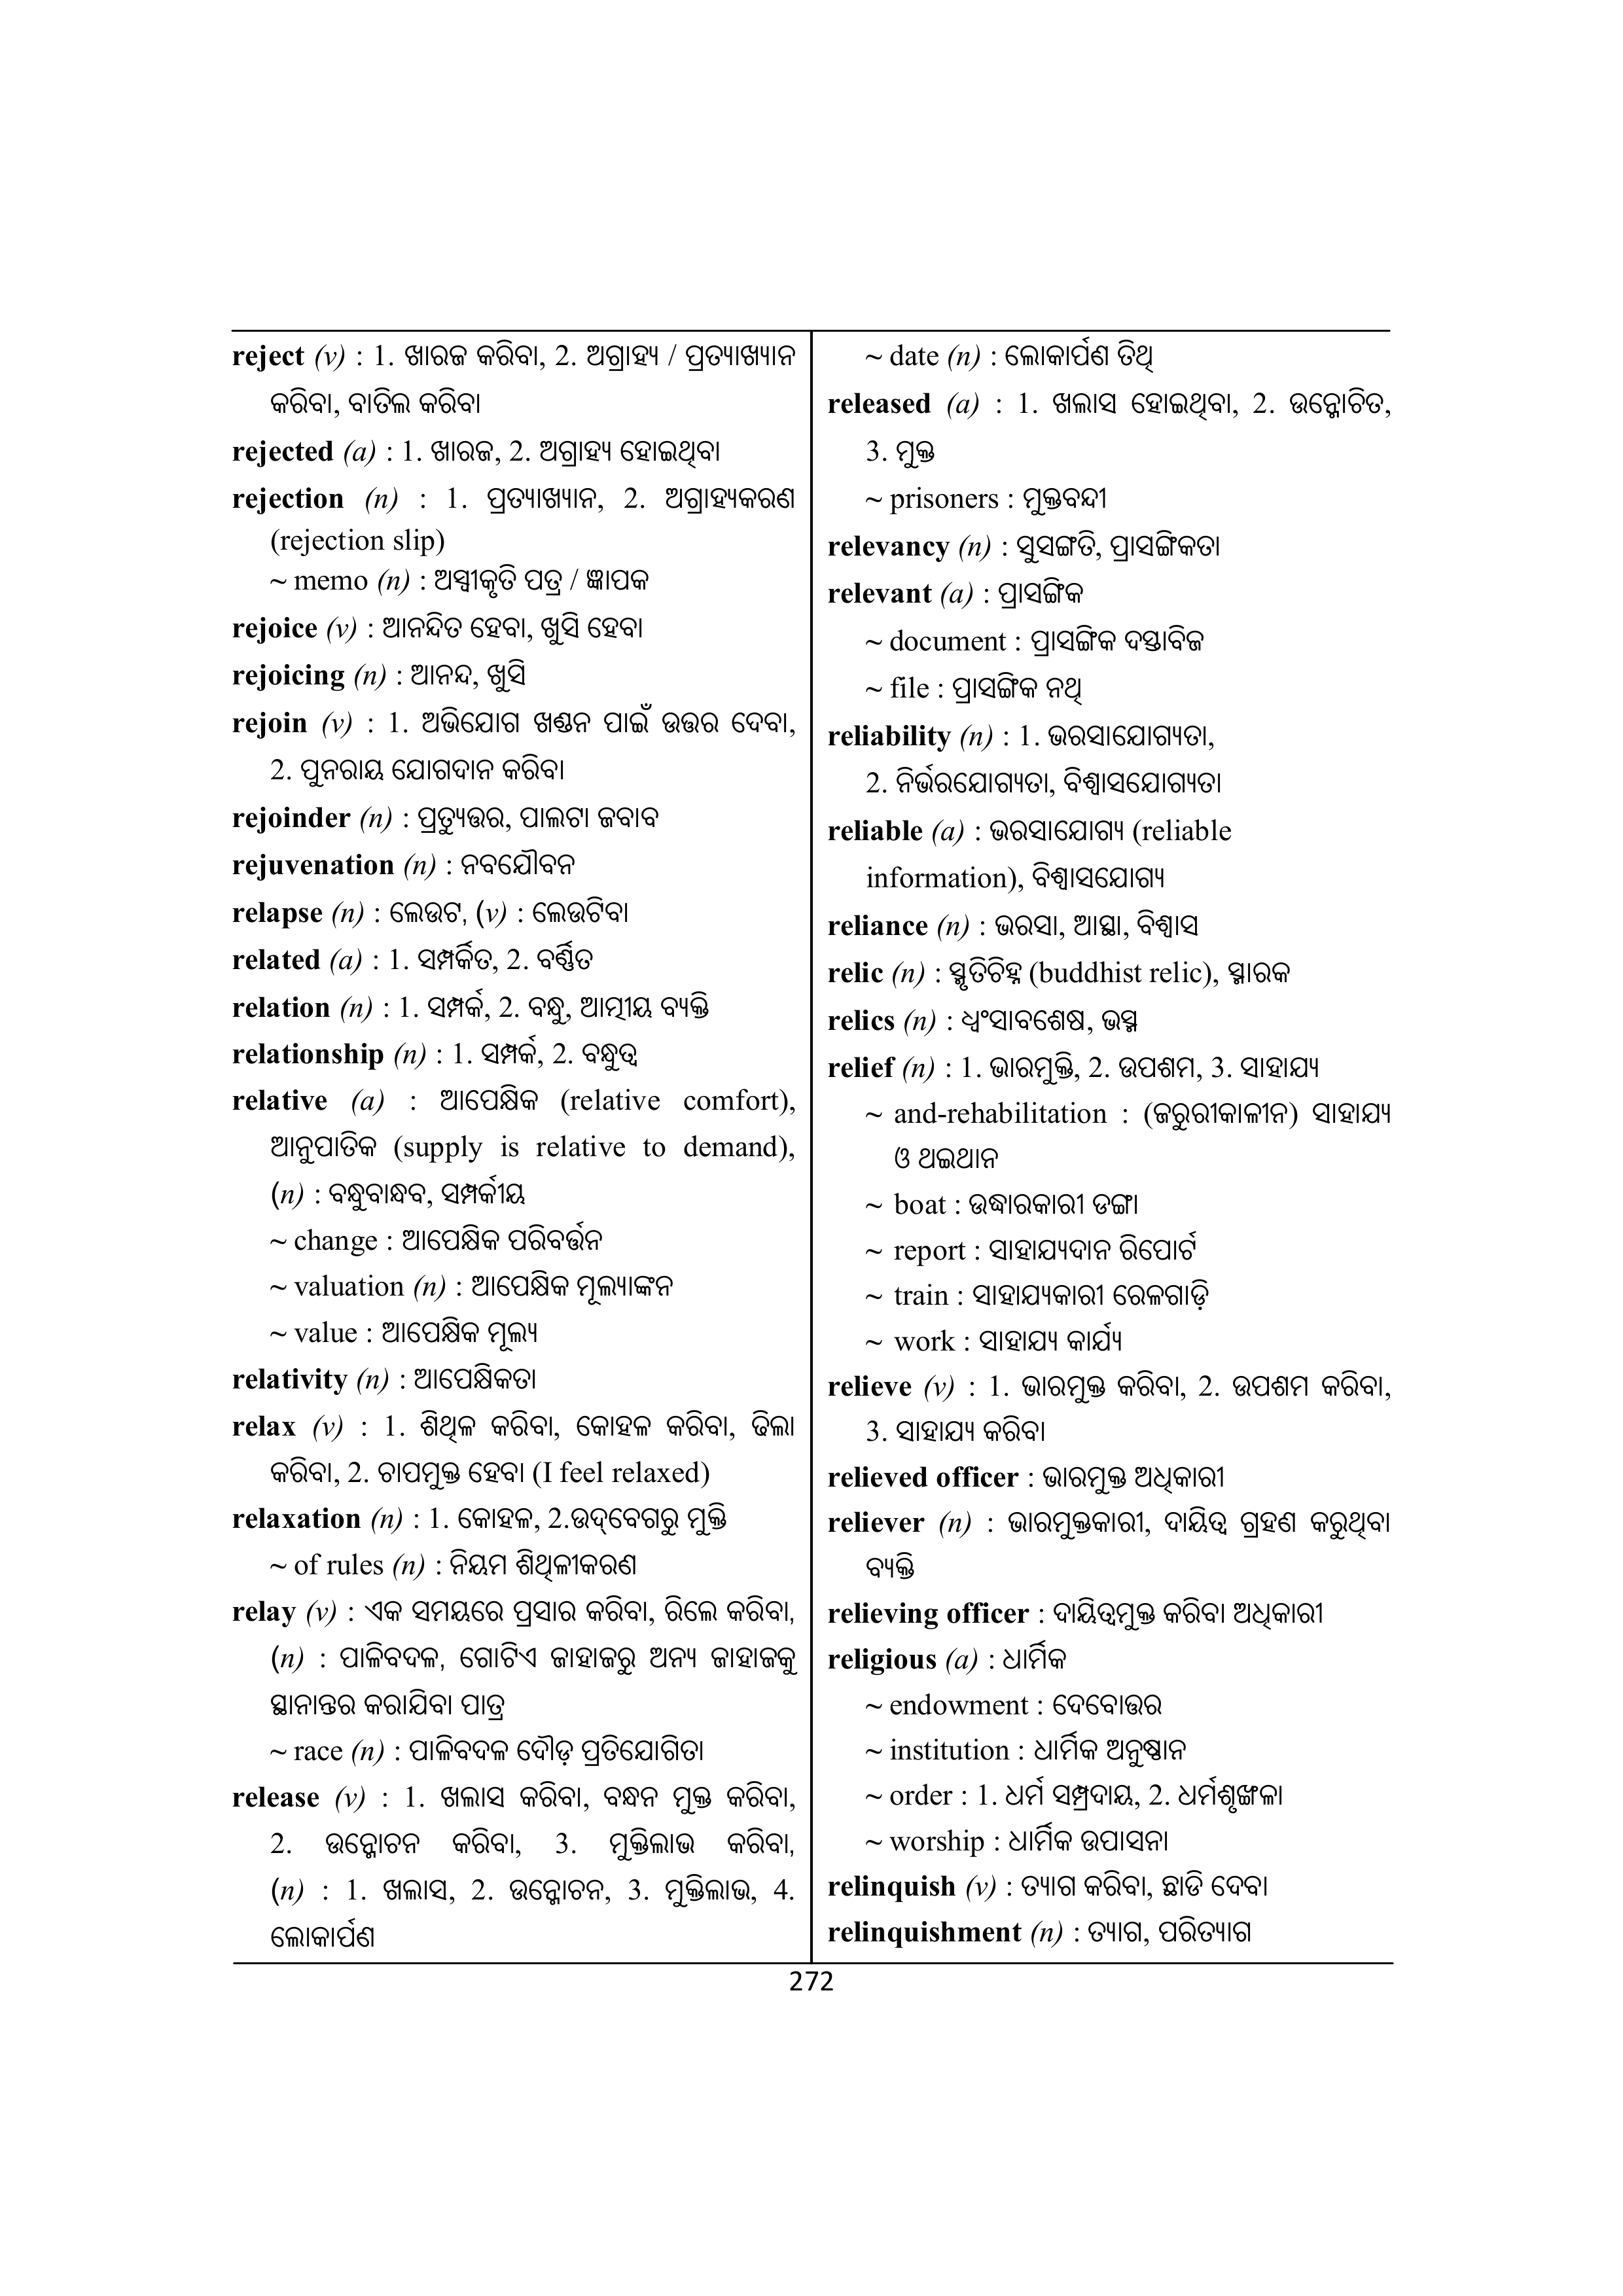 reject (v) : 1. ଖାରଜ କରିବା, 2. ଅଗ୍ରାହ୍ୟ / ପ୍ରତ୍ୟାଖ୍ୟାନ
କରିବା, ବାତିଲ କରିବା
rejected (a) : 1. ଖାରଜ, 2. ଅଗ୍ରାହ୍ୟ ହୋଇଥିବା
rejection (n) : 1. ପ୍ରତ୍ୟାଖ୍ୟାନ, 2. ଅଗ୍ରାହ୍ୟକରଣ
(rejection slip)
~ memo (n) : ଅସ୍ୱୀକୃତି ପତ୍ର / ଜ୍ଞାପକ
rejoice (v) : ଆନନ୍ଦିତ ହେବା, ଖୁସି ହେବା
rejoicing (n) : ଆନନ୍ଦ, ଖୁସି
rejoin (v) : 1. ଅଭିଯୋଗ ଖଣ୍ଡନ ପାଇଁ ଉତ୍ତର ଦେବା,
2. ପୁନରାୟ ଯୋଗଦାନ କରିବା
rejoinder (n) : ପ୍ରତ୍ୟୁତ୍ତର, ପାଲଟା ଜବାବ
rejuvenation (n) : ନବଯୌବନ
relapse (n) : ଲେଉଟ, (v) : ଲେଉଟିବା
related (a) : 1. ସମ୍ପର୍କିତ, 2. ବର୍ଣ୍ଣିତ
relation (n) : 1. ସମ୍ପର୍କ, 2. ବନ୍ଧୁ, ଆତ୍ମୀୟ ବ୍ୟକ୍ତି
relationship (n) : 1. ସମ୍ପର୍କ, 2. ବନ୍ଧୁତ୍ୱ
relative (a) : ଆପେକ୍ଷିକ (relative comfort),
ଆନୁପାତିକ (supply is relative to demand),
(n) : ବନ୍ଧୁବାନ୍ଧବ, ସମ୍ପର୍କୀୟ
~ change : ଆପେକ୍ଷିକ ପରିବର୍ତ୍ତନ
~ valuation (n) : ଆପେକ୍ଷିକ ମୂଲ୍ୟାଙ୍କନ
~ value : ଆପେକ୍ଷିକ ମୂଲ୍ୟ
relativity (n) : ଆପେକ୍ଷିକତା
relax (v) : 1. ଶିଥିଳ କରିବା, କୋହଳ କରିବା, ଢିଲା
କରିବା, 2. ଚାପମୁକ୍ତ ହେବା (I feel relaxed)
relaxation (n) : 1. କୋହଳ, 2.ଉଦ୍‌ବେଗରୁ ମୁକ୍ତି
~ of rules (n) : ନିୟମ ଶିଥିଳୀକରଣ
relay (v) : ଏକ ସମୟରେ ପ୍ରସାର କରିବା, ରିଲେ କରିବା,
(n) : ପାଳିବଦଳ, ଗୋଟିଏ ଜାହାଜରୁ ଅନ୍ୟ ଜାହାଜକୁ
ସ୍ଥାନାନ୍ତର କରାଯିବା ପାତ୍ର
~ race (n) : ପାଳିବଦଳ ଦୌଡ଼ ପ୍ରତିଯୋଗିତା
release (v) : 1. ଖଲାସ କରିବା, ବନ୍ଧନ ମୁକ୍ତ କରିବା,
2. ଉନ୍ମୋଚନ କରିବା, 3. ମୁକ୍ତିଲାଭ କରିବା,
(n) : 1. ଖଲାସ, 2. ଉନ୍ମୋଚନ, 3. ମୁକ୍ତିଲାଭ, 4.
ଲୋକାର୍ପଣ
~ date (n) : ଲୋକାର୍ପଣ ତିଥି
released (a) : 1. ଖଲାସ ହୋଇଥିବା, 2. ଉନ୍ମୋଚିତ,
3. ମୁକ୍ତ
~ prisoners : ମୁକ୍ତବନ୍ଦୀ
relevancy (n) : ସୁସଙ୍ଗତି, ପ୍ରାସଙ୍ଗିକତା
relevant (a) : ପ୍ରାସଙ୍ଗିକ
~ document : ପ୍ରାସଙ୍ଗିକ ଦସ୍ତାବିଜ
~ file : ପ୍ରାସଙ୍ଗିକ ନଥି
reliability (n) : 1. ଭରସାଯୋଗ୍ୟତା,
2. ନିର୍ଭରଯୋଗ୍ୟତା, ବିଶ୍ୱାସଯୋଗ୍ୟତା
reliable (a) : ଭରସାଯୋଗ୍ୟ (reliable
information), ବିଶ୍ୱାସଯୋଗ୍ୟ
reliance (n) : ଭରସା, ଆସ୍ଥା, ବିଶ୍ୱାସ
relic (n) : ସ୍ମୃତିଚିହ୍ନ (buddhist relic), ସ୍ମାରକ
relics (n) : ଧ୍ୱଂସାବଶେଷ, ଭସ୍ମ
relief (n) : 1. ଭାରମୁକ୍ତି, 2. ଉପଶମ, 3. ସାହାଯ୍ୟ
~ and-rehabilitation : (ଜରୁରୀକାଳୀନ) ସାହାଯ୍ୟ
ଓ ଥଇଥାନ
~ boat : ଉଦ୍ଧାରକାରୀ ଡଙ୍ଗା
~ report : ସାହାଯ୍ୟଦାନ ରିପୋର୍ଟ
~ train : ସାହାଯ୍ୟକାରୀ ରେଳଗାଡ଼ି
~ work : ସାହାଯ୍ୟ କାର୍ଯ୍ୟ
relieve (v) : 1. ଭାରମୁକ୍ତ କରିବା, 2. ଉପଶମ କରିବା,
3. ସାହାଯ୍ୟ କରିବା
relieved officer : ଭାରମୁକ୍ତ ଅଧିକାରୀ
reliever (n) : ଭାରମୁକ୍ତକାରୀ, ଦାୟିତ୍ୱ ଗ୍ରହଣ କରୁଥିବା
ବ୍ୟକ୍ତି
relieving officer : ଦାୟିତ୍ୱମୁକ୍ତ କରିବା ଅଧିକାରୀ
religious (a) : ଧାର୍ମିକ
~ endowment : ଦେବୋତ୍ତର
~ institution : ଧାର୍ମିକ ଅନୁଷ୍ଠାନ
~ order : 1. ଧର୍ମ ସମ୍ପ୍ରଦାୟ, 2. ଧର୍ମଶୃଙ୍ଖଳା
~ worship : ଧାର୍ମିକ ଉପାସନା
relinquish (v) : ତ୍ୟାଗ କରିବା, ଛାଡି ଦେବା
relinquishment (n) : ତ୍ୟାଗ, ପରିତ୍ୟାଗ
272